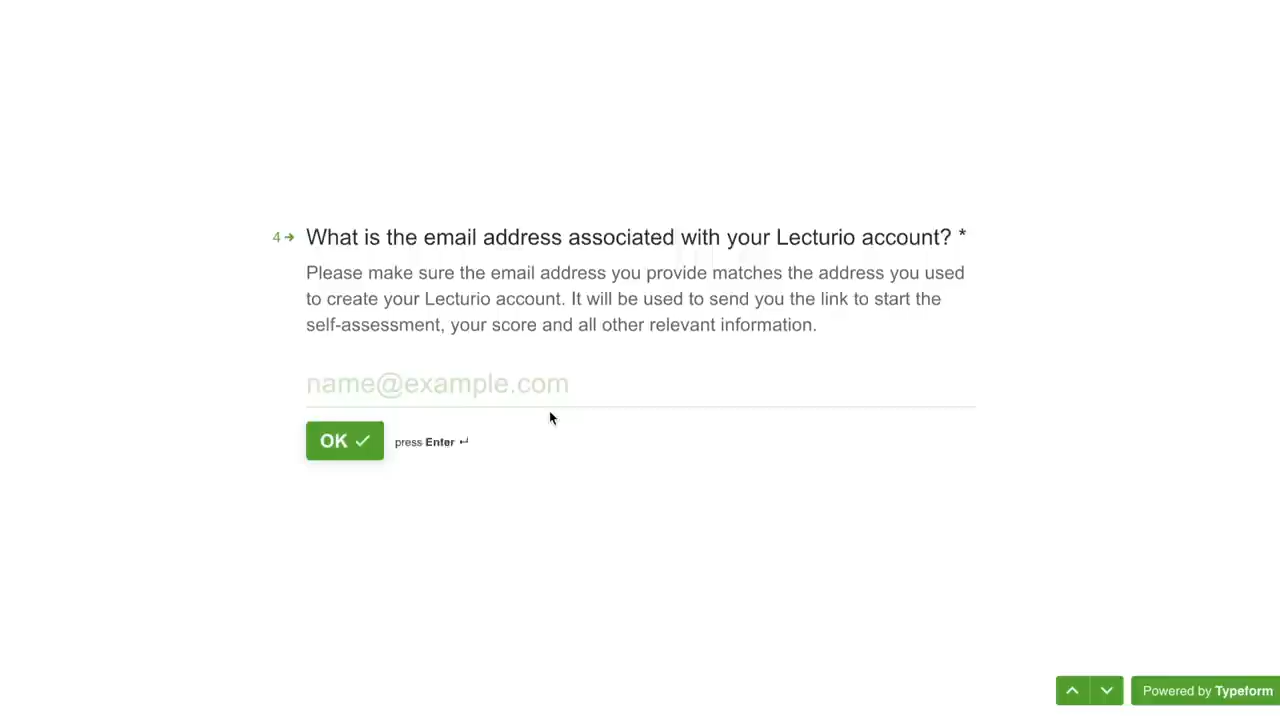 4 What is the email address associated with your Lecturio account? *
Please make sure the email address you provide matches the address you used
to create your Lecturio account. It will be used to send you the link to start the
self-assessment, your score and all other relevant information.
name@example.com
OK press Enter ↵
Powered by Typeform